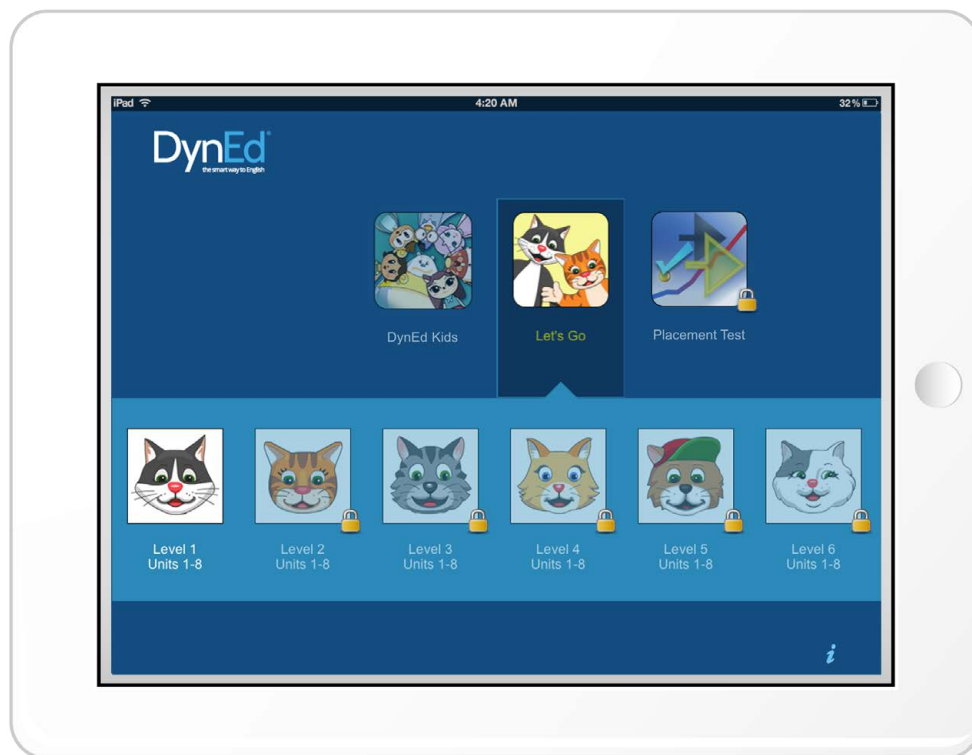 iPad
4:20 AM
32%
DynEd®
the smart way to English
DynEd Kids
Let's Go
Placement Test
Level 1
Units 1-8
Level 2
Units 1-8
Level 3
Units 1-8
Level 4
Units 1-8
Level 5
Units 1-8
Level 6
Units 1-8
i